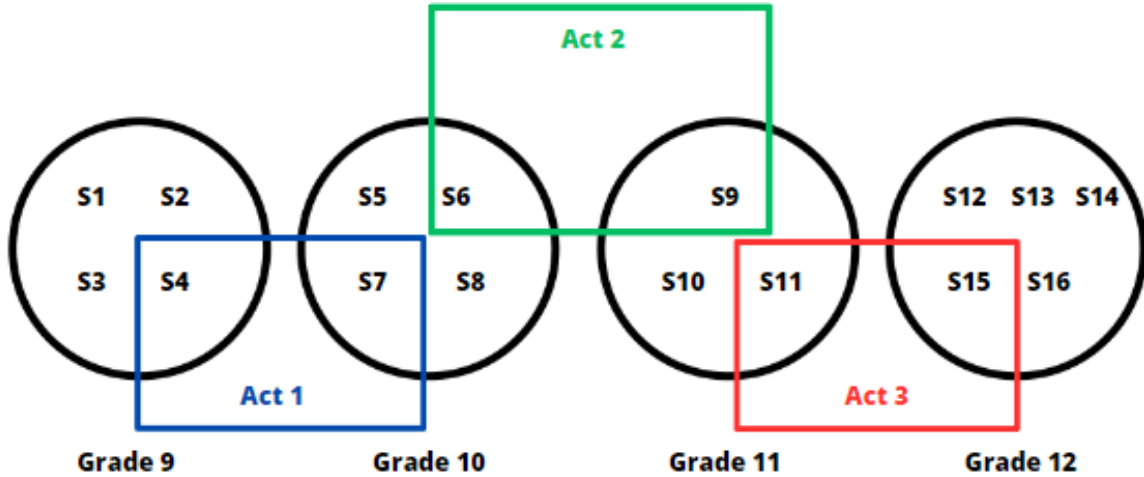 Act 2
S1 S2 S5 S6 S9 S12 S13 S14
S3 S4 S7 S8 S10 S11 S15 S16
Act 1 Act 3
Grade 9 Grade 10 Grade 11 Grade 12